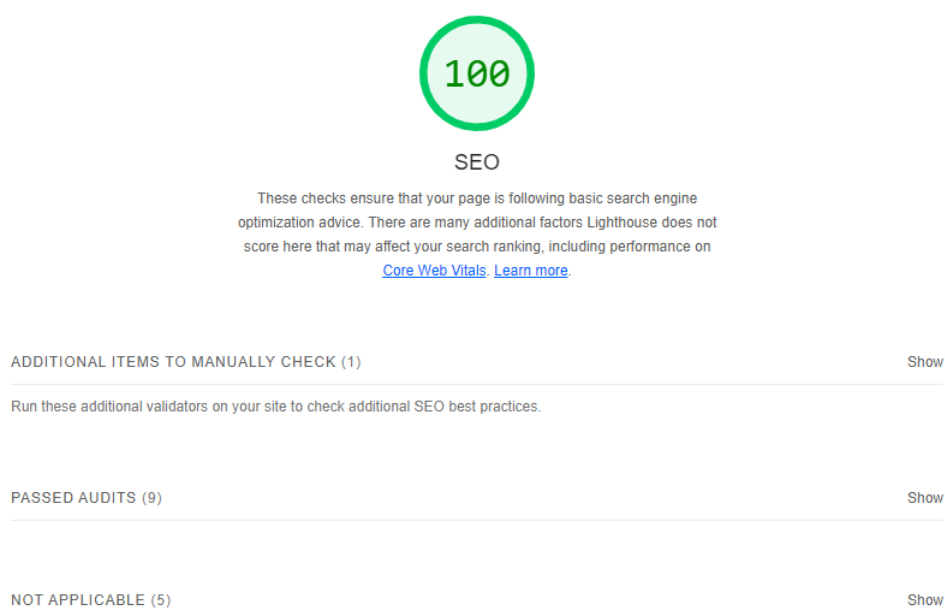 100
SEO
These checks ensure that your page is following basic search engine
optimization advice. There are many additional factors Lighthouse does not
score here that may affect your search ranking, including performance on
Core Web Vitals. Learn more.
ADDITIONAL ITEMS TO MANUALLY CHECK (1) Show
Run these additional validators on your site to check additional SEO best practices.
PASSED AUDITS (9) Show
NOT APPLICABLE (5) Show